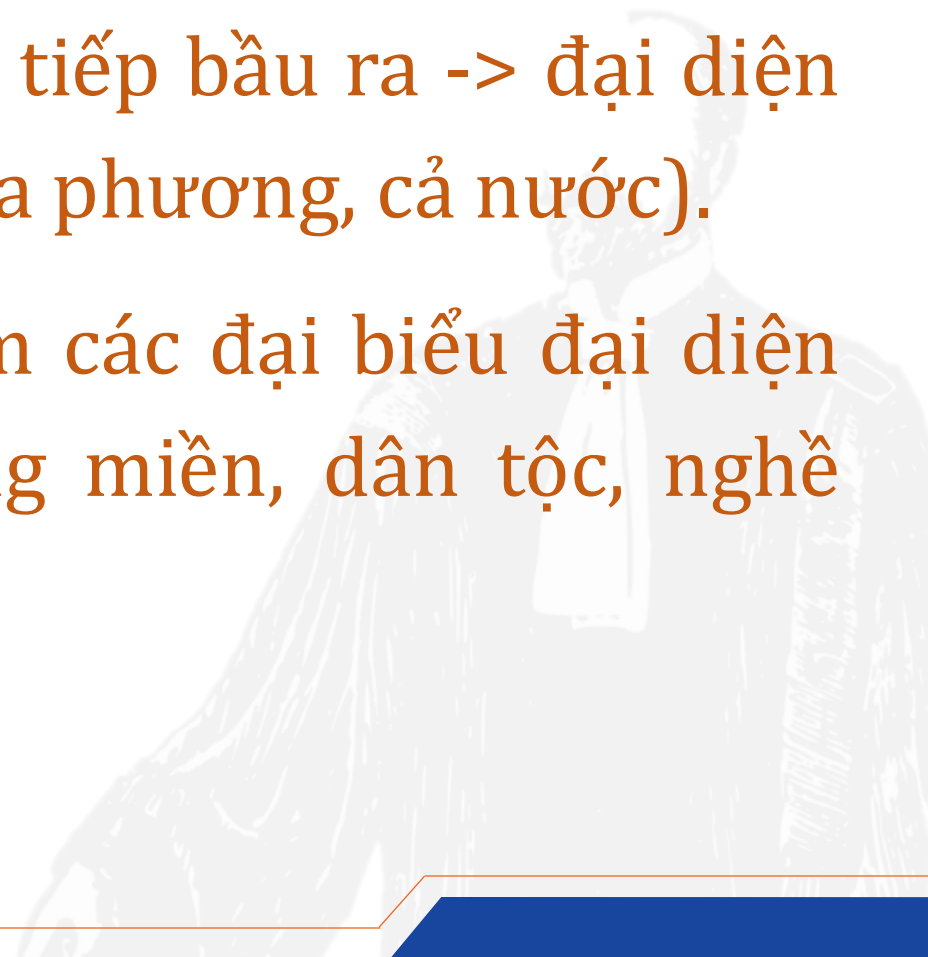 tiếp bầu ra -> đại diện
a phương, cả nước).
các đại biểu đại diện
g miền, dân tộc, nghề